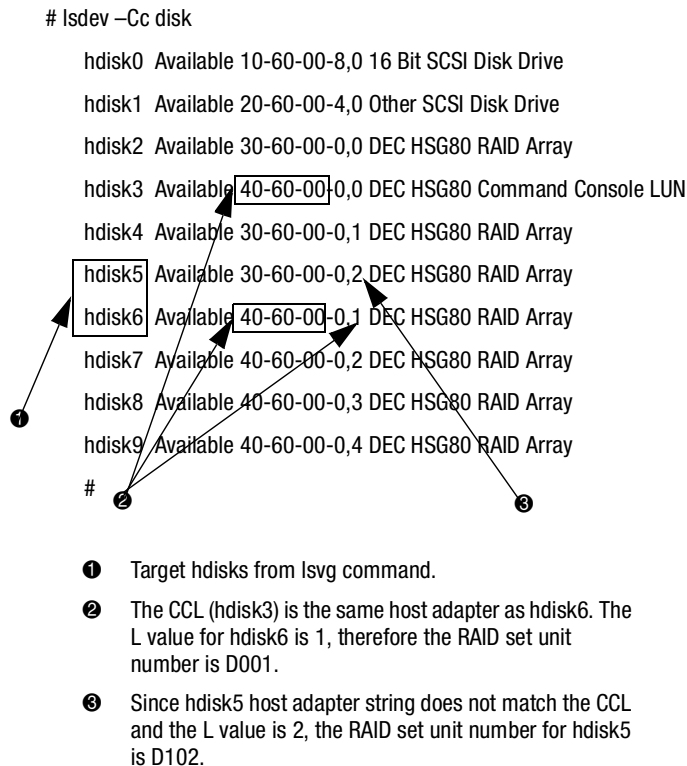 # lsdev –Cc disk
hdisk0 Available 10-60-00-8,0 16 Bit SCSI Disk Drive
hdisk1 Available 20-60-00-4,0 Other SCSI Disk Drive
hdisk2 Available 30-60-00-0,0 DEC HSG80 RAID Array
hdisk3 Available 40-60-00-0,0 DEC HSG80 Command Console LUN
hdisk4 Available 30-60-00-0,1 DEC HSG80 RAID Array
hdisk5 Available 30-60-00-0,2 DEC HSG80 RAID Array
hdisk6 Available 40-60-00-0,1 DEC HSG80 RAID Array
hdisk7 Available 40-60-00-0,2 DEC HSG80 RAID Array
hdisk8 Available 40-60-00-0,3 DEC HSG80 RAID Array
❶
hdisk9 Available 40-60-00-0,4 DEC HSG80 RAID Array
#
❷ ❸
❶ Target hdisks from lsvg command.
❷ The CCL (hdisk3) is the same host adapter as hdisk6. The
L value for hdisk6 is 1, therefore the RAID set unit
number is D001.
❸ Since hdisk5 host adapter string does not match the CCL
and the L value is 2, the RAID set unit number for hdisk5
is D102.